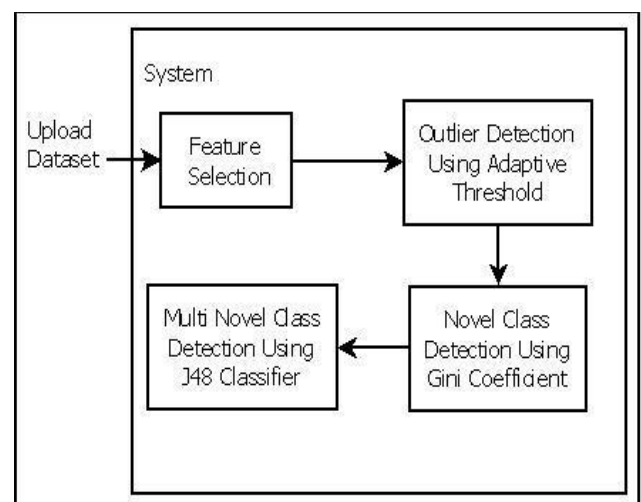 System
Upload
Dataset
Feature
Selection
Outlier Detection
Using Adaptive
Threshold
Novel Class
Detection Using
Gini Coefficient
Multi Novel Class
Detection Using
J48 Classifier